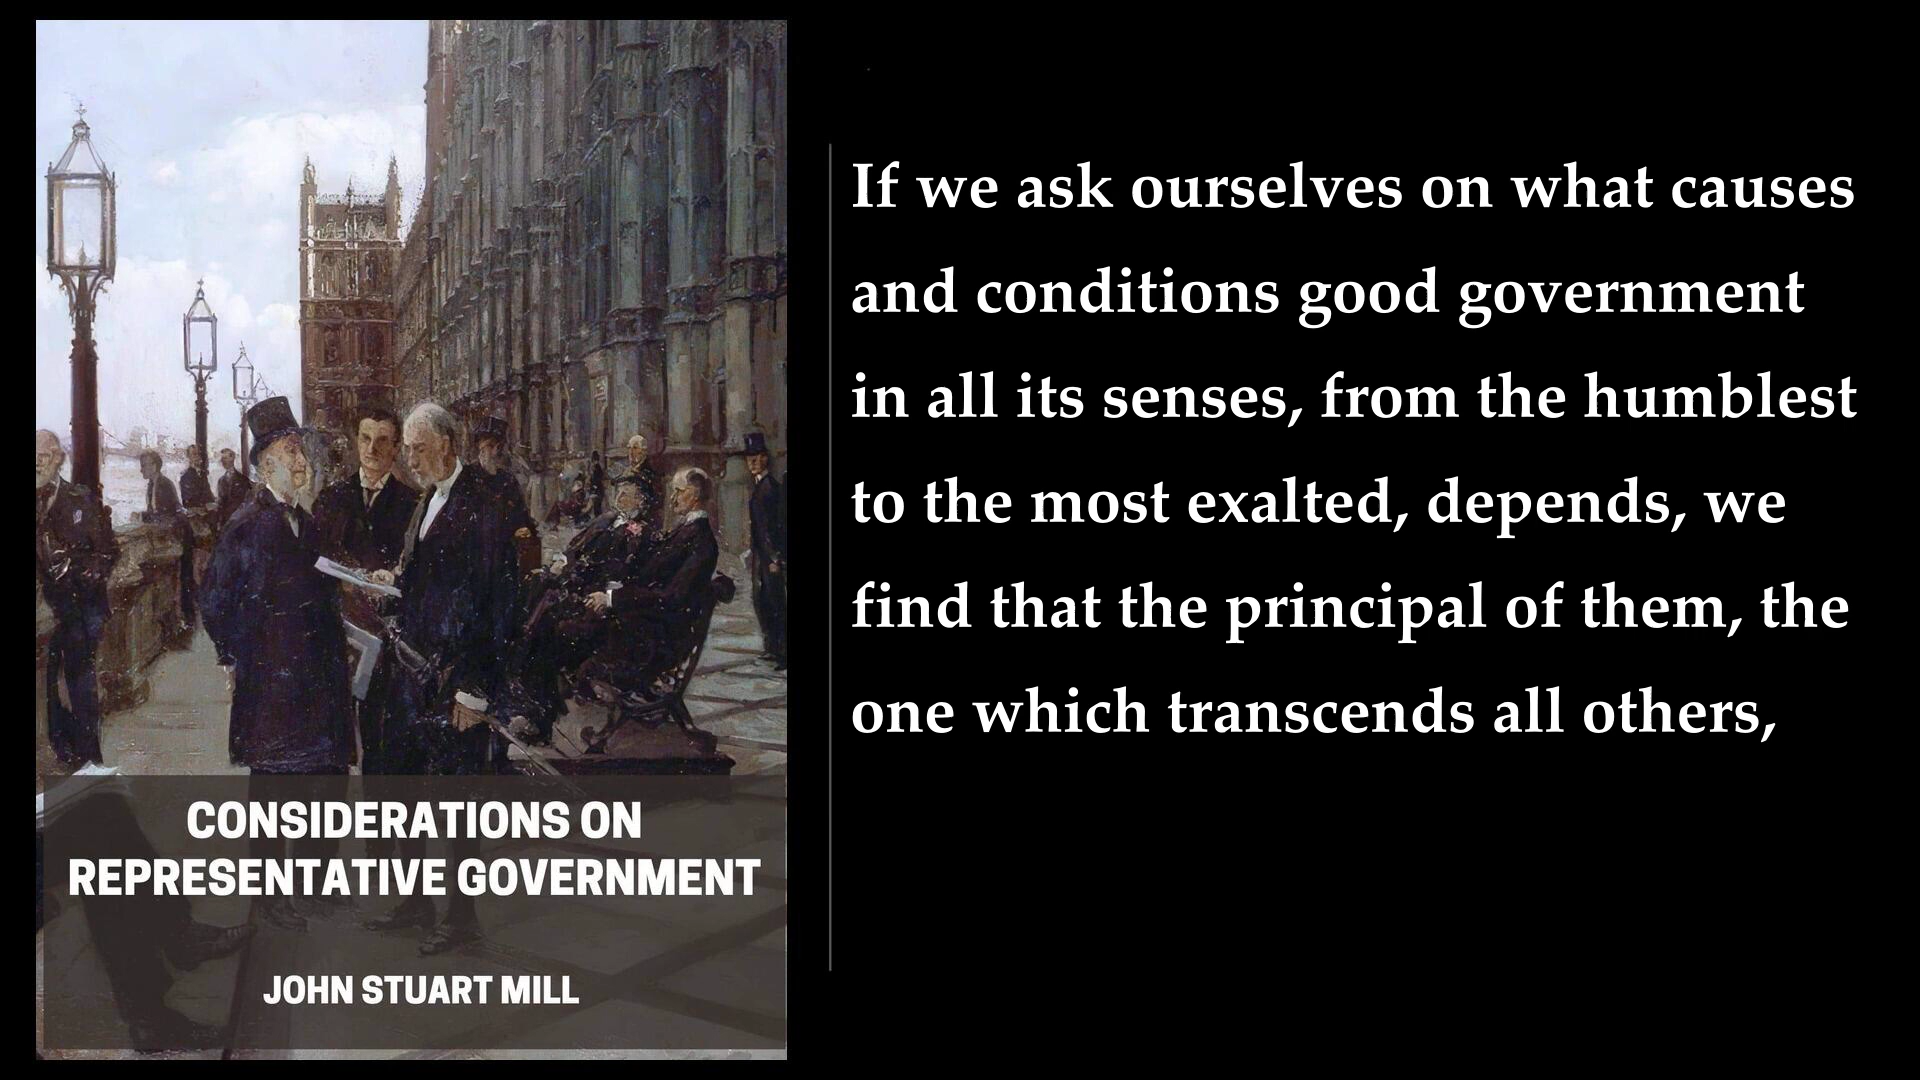 CONSIDERATIONS ON
REPRESENTATIVE GOVERNMENT
JOHN STUART MILL
If we ask ourselves on what causes
and conditions good government
in all its senses, from the humblest
to the most exalted, depends, we
find that the principal of them, the
one which transcends all others,